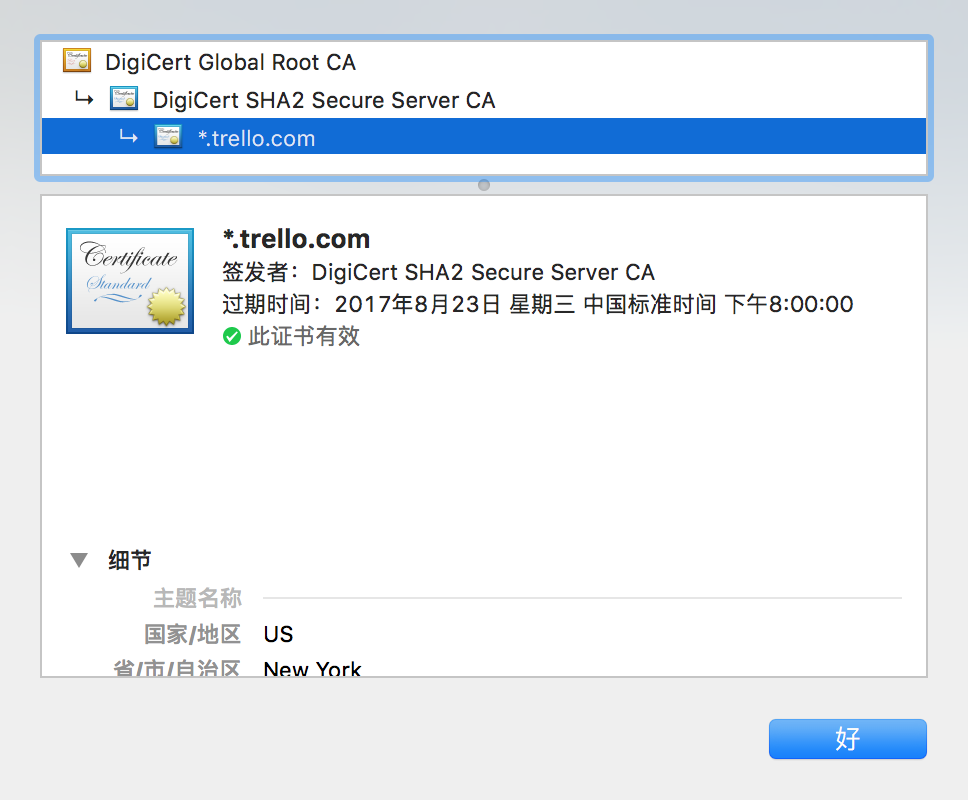 DigiCert Global Root CA
DigiCert SHA2 Secure Server CA
*.trello.com
Certificate
Standard
*.trello.com
签发者：DigiCert SHA2 Secure Server CA
过期时间：2017年8月23日 星期三 中国标准时间 下午8:00:00
此证书有效
细节
主题名称
国家/地区 US
省/市/自治区 New York
好